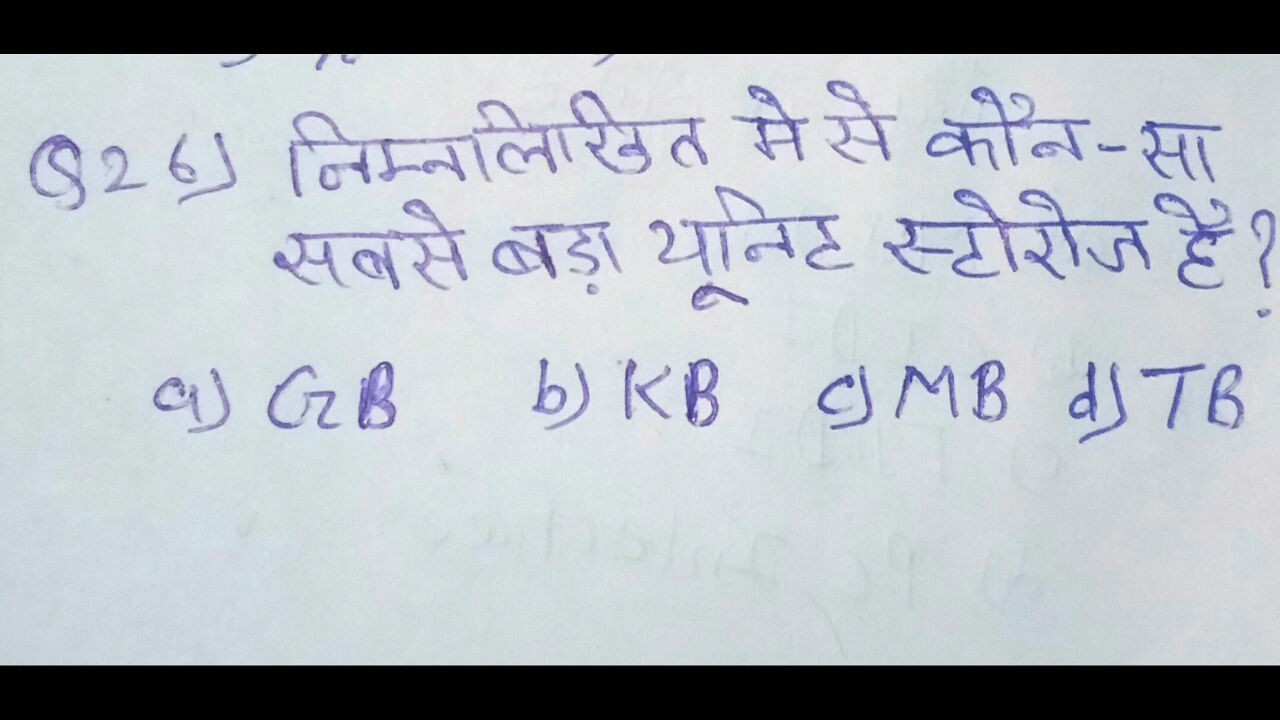 Q26) निम्नलिखित मे से कौन-सा
सबसे बड़ा यूनिट स्टोरोज है?
a) GB b) KB c) MB d) TB